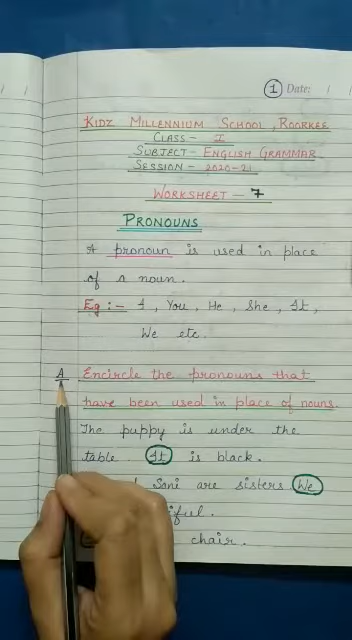 1 Date: / /
KIDZ MILLENNIUM SCHOOL, ROORKEE
CLASS - I
SUBJECT - ENGLISH GRAMMAR
SESSION - 2020-21
WORKSHEET - 7
PRONOUNS
A pronoun is used in place
of a noun.
Eg :- I, You, He, She, It,
We etc.
A Encircle the pronouns that
have been used in place of nouns.
The puppy is under the
table. It is black.
Soni are sisters We
chair.